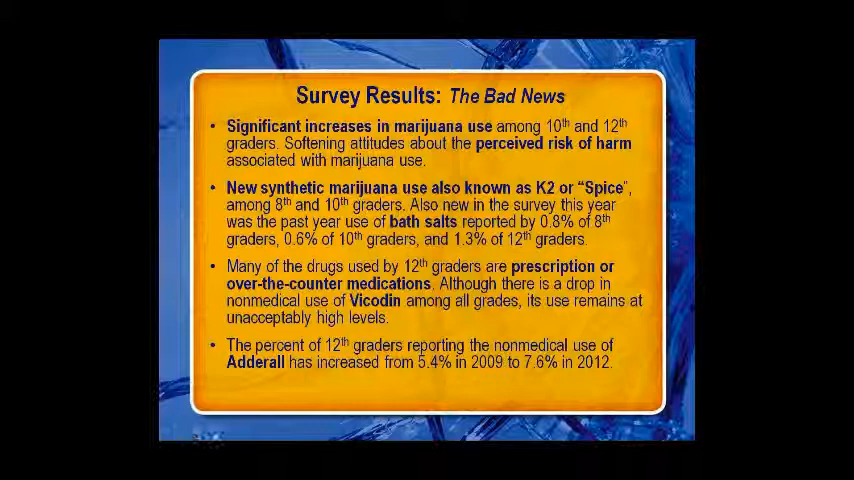 Survey Results: The Bad News
• Significant increases in marijuana use among 10th and 12th
graders. Softening attitudes about the perceived risk of harm
associated with marijuana use.
• New synthetic marijuana use also known as K2 or “Spice”,
among 8th and 10th graders. Also new in the survey this year
was the past year use of bath salts reported by 0.8% of 8th
graders, 0.6% of 10th graders, and 1.3% of 12th graders.
• Many of the drugs used by 12th graders are prescription or
over-the-counter medications. Although there is a drop in
nonmedical use of Vicodin among all grades, its use remains at
unacceptably high levels.
• The percent of 12th graders reporting the nonmedical use of
Adderall has increased from 5.4% in 2009 to 7.6% in 2012.